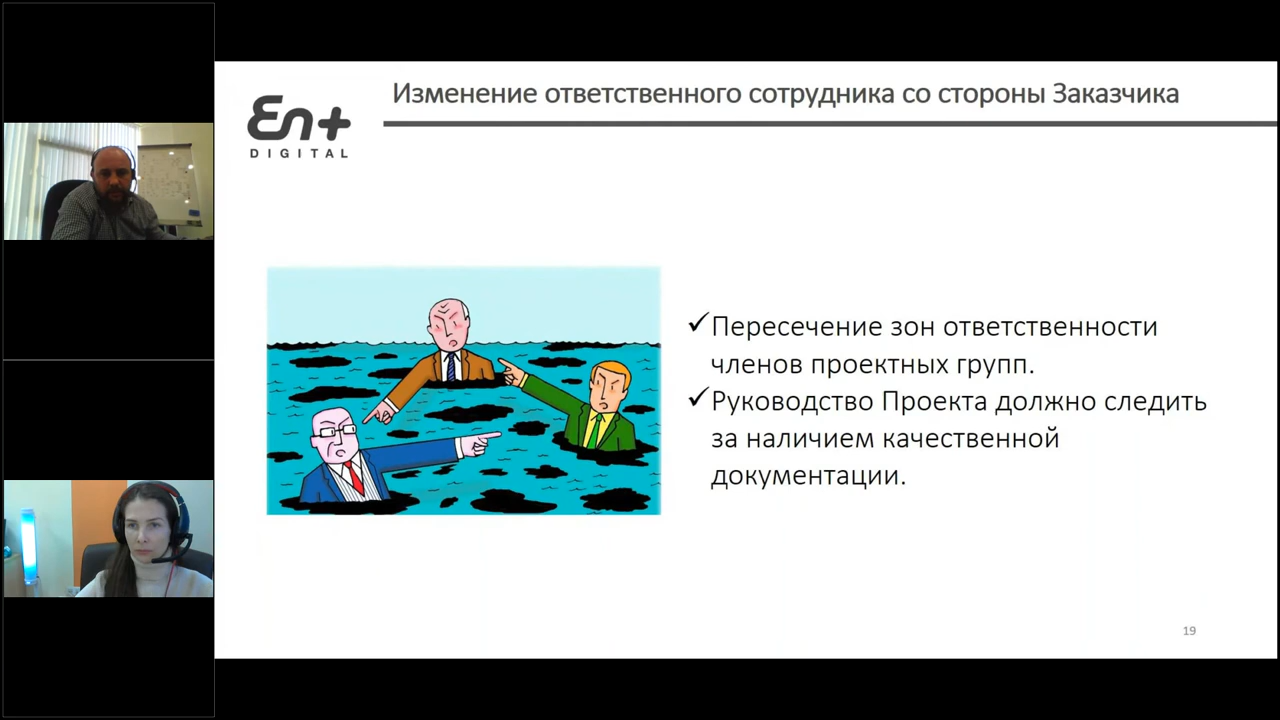 Изменение ответственного сотрудника со стороны Заказчика
En+
DIGITAL
✓Пересечение зон ответственности
членов проектных групп.
✓Руководство Проекта должно следить
за наличием качественной
документации.
19